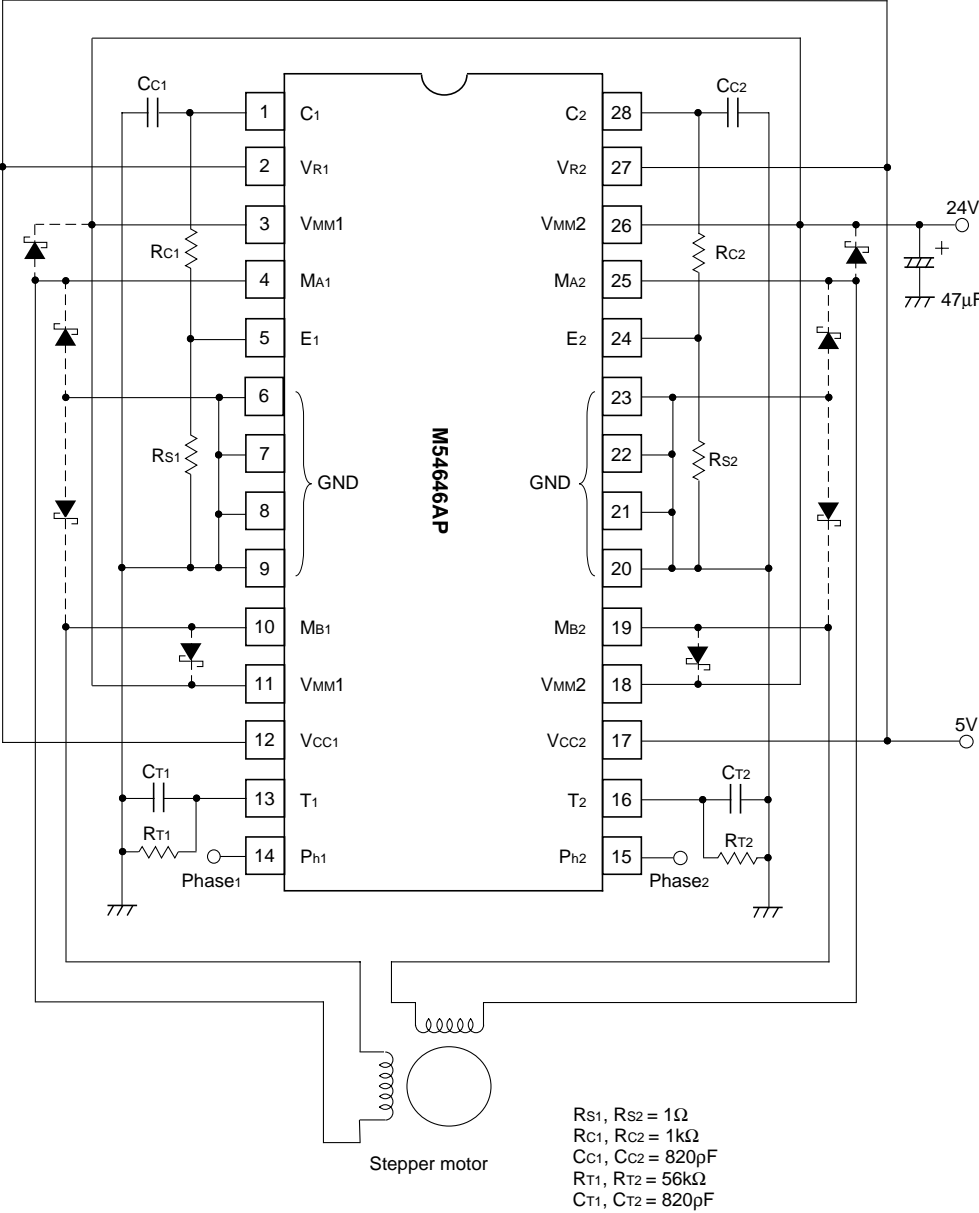 CC1
CC2
1 C1 C2 28
2 VR1 VR2 27
3 VMM1 VMM2 26
24V
+
RC1
RC2
4 MA1 MA2 25
47µF
5 E1 E2 24
6 23
RS1
7 22
RS2
GND GND
M54646AP
8 21
9 20
10 MB1 MB2 19
11 VMM1 VMM2 18
12 VCC1 VCC2 17
5V
CT1
CT2
13 T1 T2 16
RT1
RT2
14 Ph1 Ph2 15
Phase1 Phase2
Stepper motor
RS1, RS2 = 1Ω
RC1, RC2 = 1kΩ
CC1, CC2 = 820ρF
RT1, RT2 = 56kΩ
CT1, CT2 = 820ρF